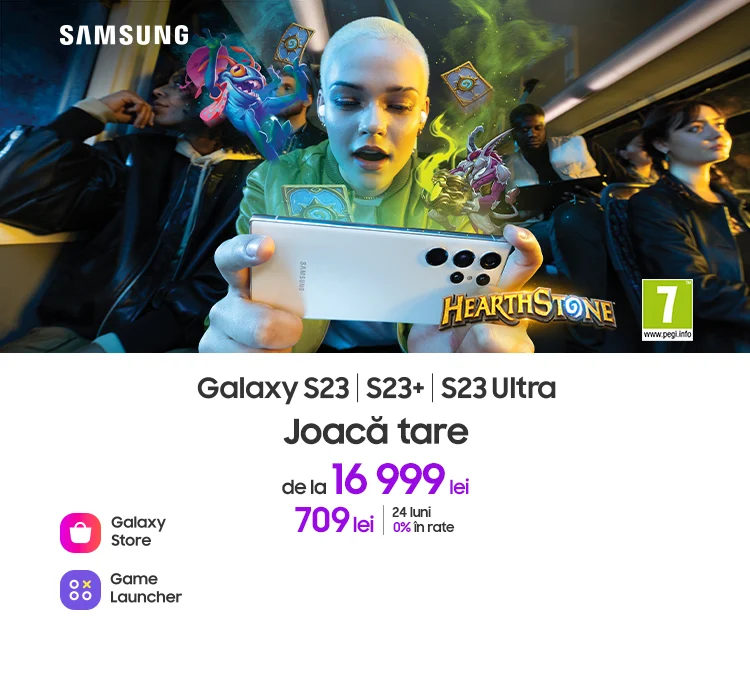 SAMSUNG
SAMSUNG
HEARTHSTONE
7
www.pegi.info
Galaxy S23 | S23+ | S23 Ultra
Joacă tare
de la 16 999 lei
709 lei
24 luni
0% în rate
Galaxy
Store
Game
Launcher